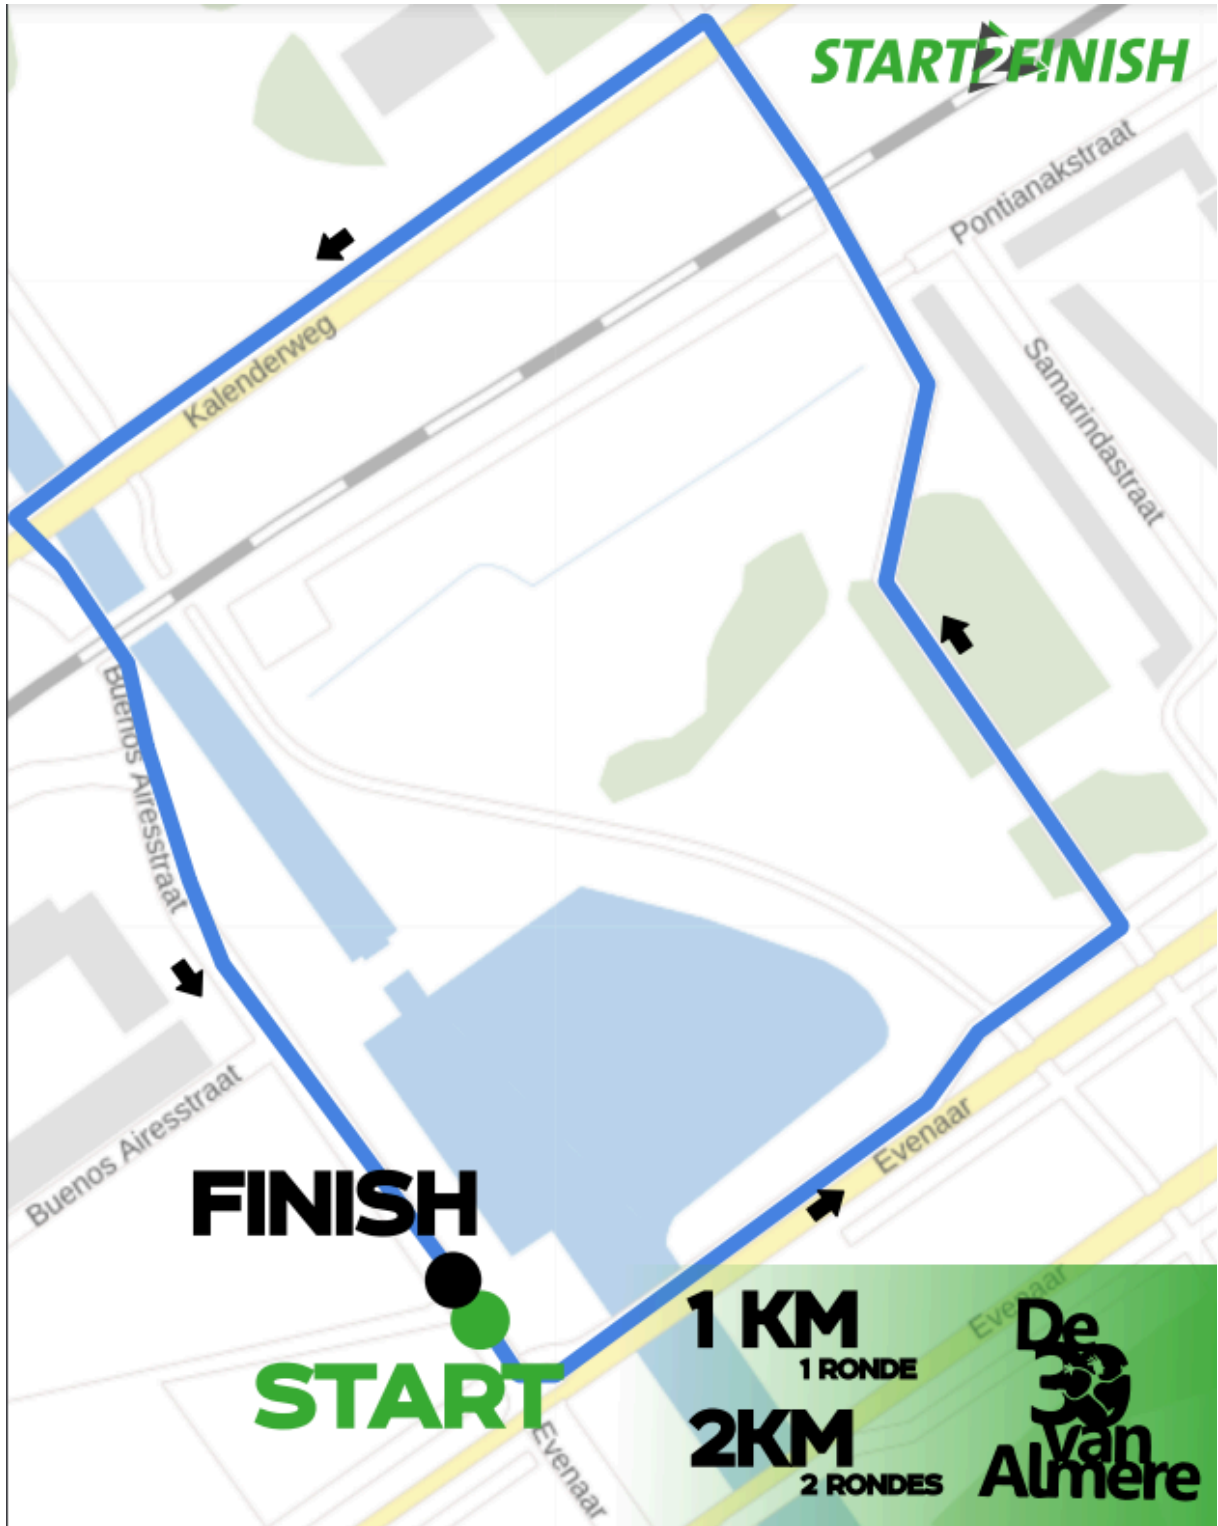 START2FINISH
Pontianakstraat
Samarindastraat
Kalenderweg
Buenos Airesstraat
Buenos Airesstraat
Evenaar
FINISH
START
Evenaar
Evenaar
1 KM
1 RONDE
2KM
2 RONDES
De
30
van
Almere